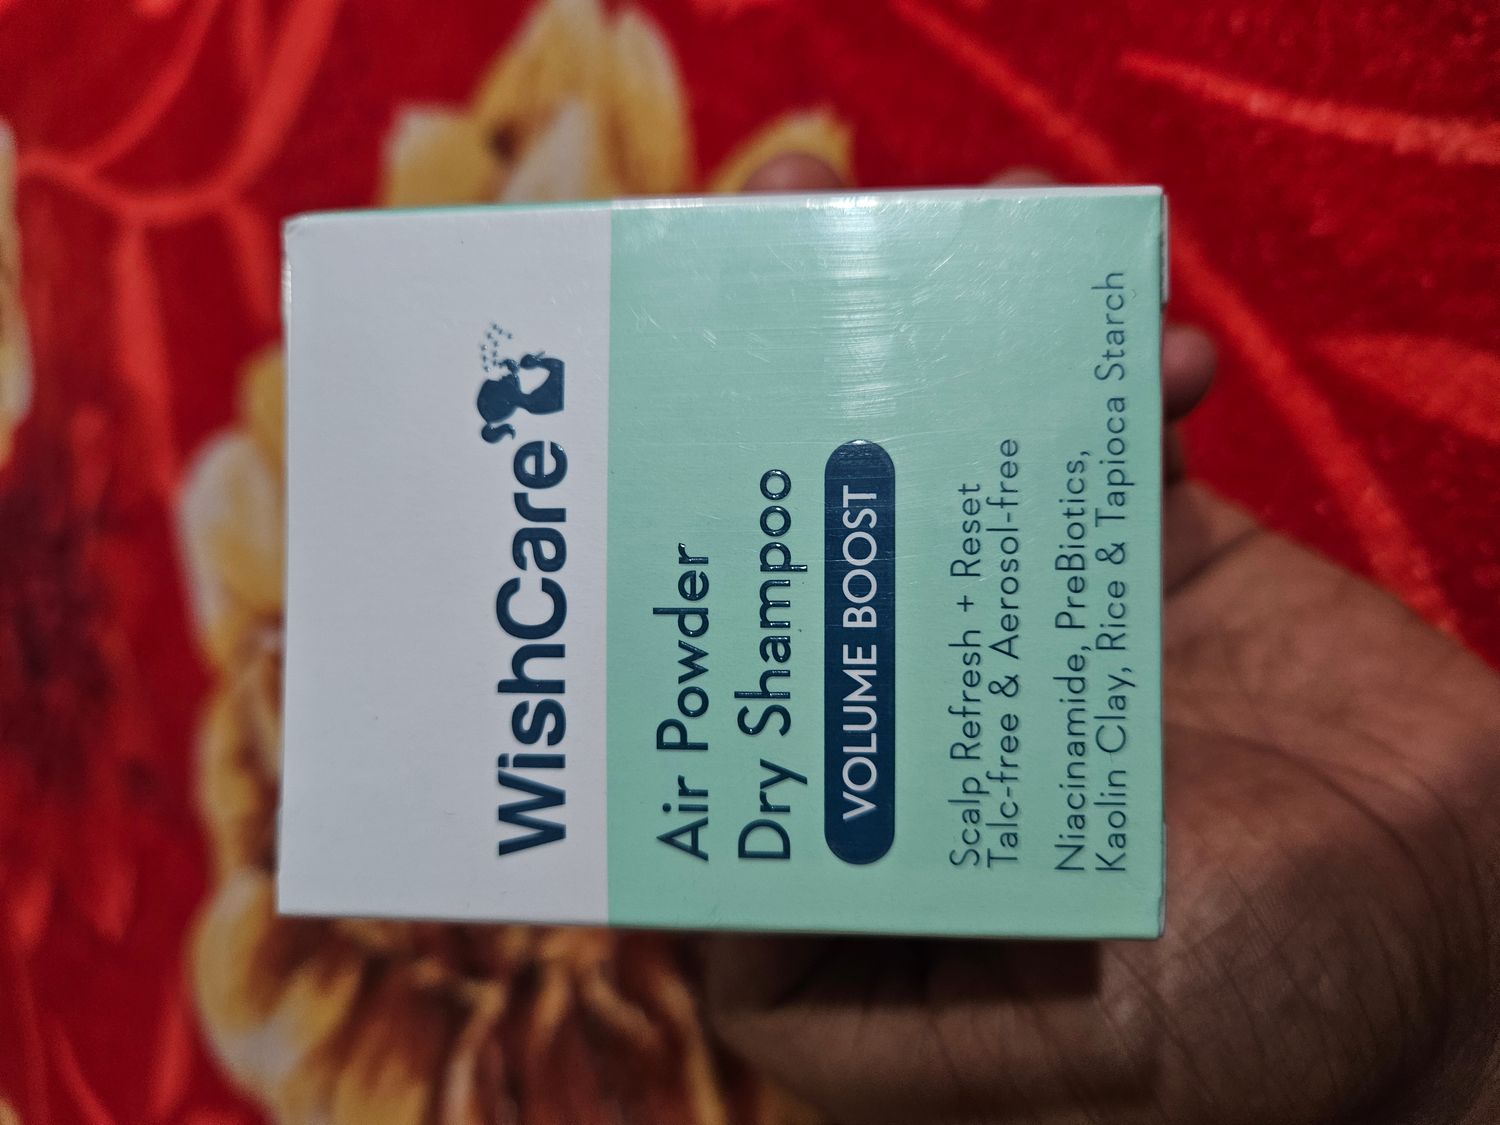 WishCare
Air Powder
Dry Shampoo
VOLUME BOOST
Scalp Refresh + Reset
Talc-free & Aerosol-free
Niacinamide, PreBiotics,
Kaolin Clay, Rice & Tapioca Starch